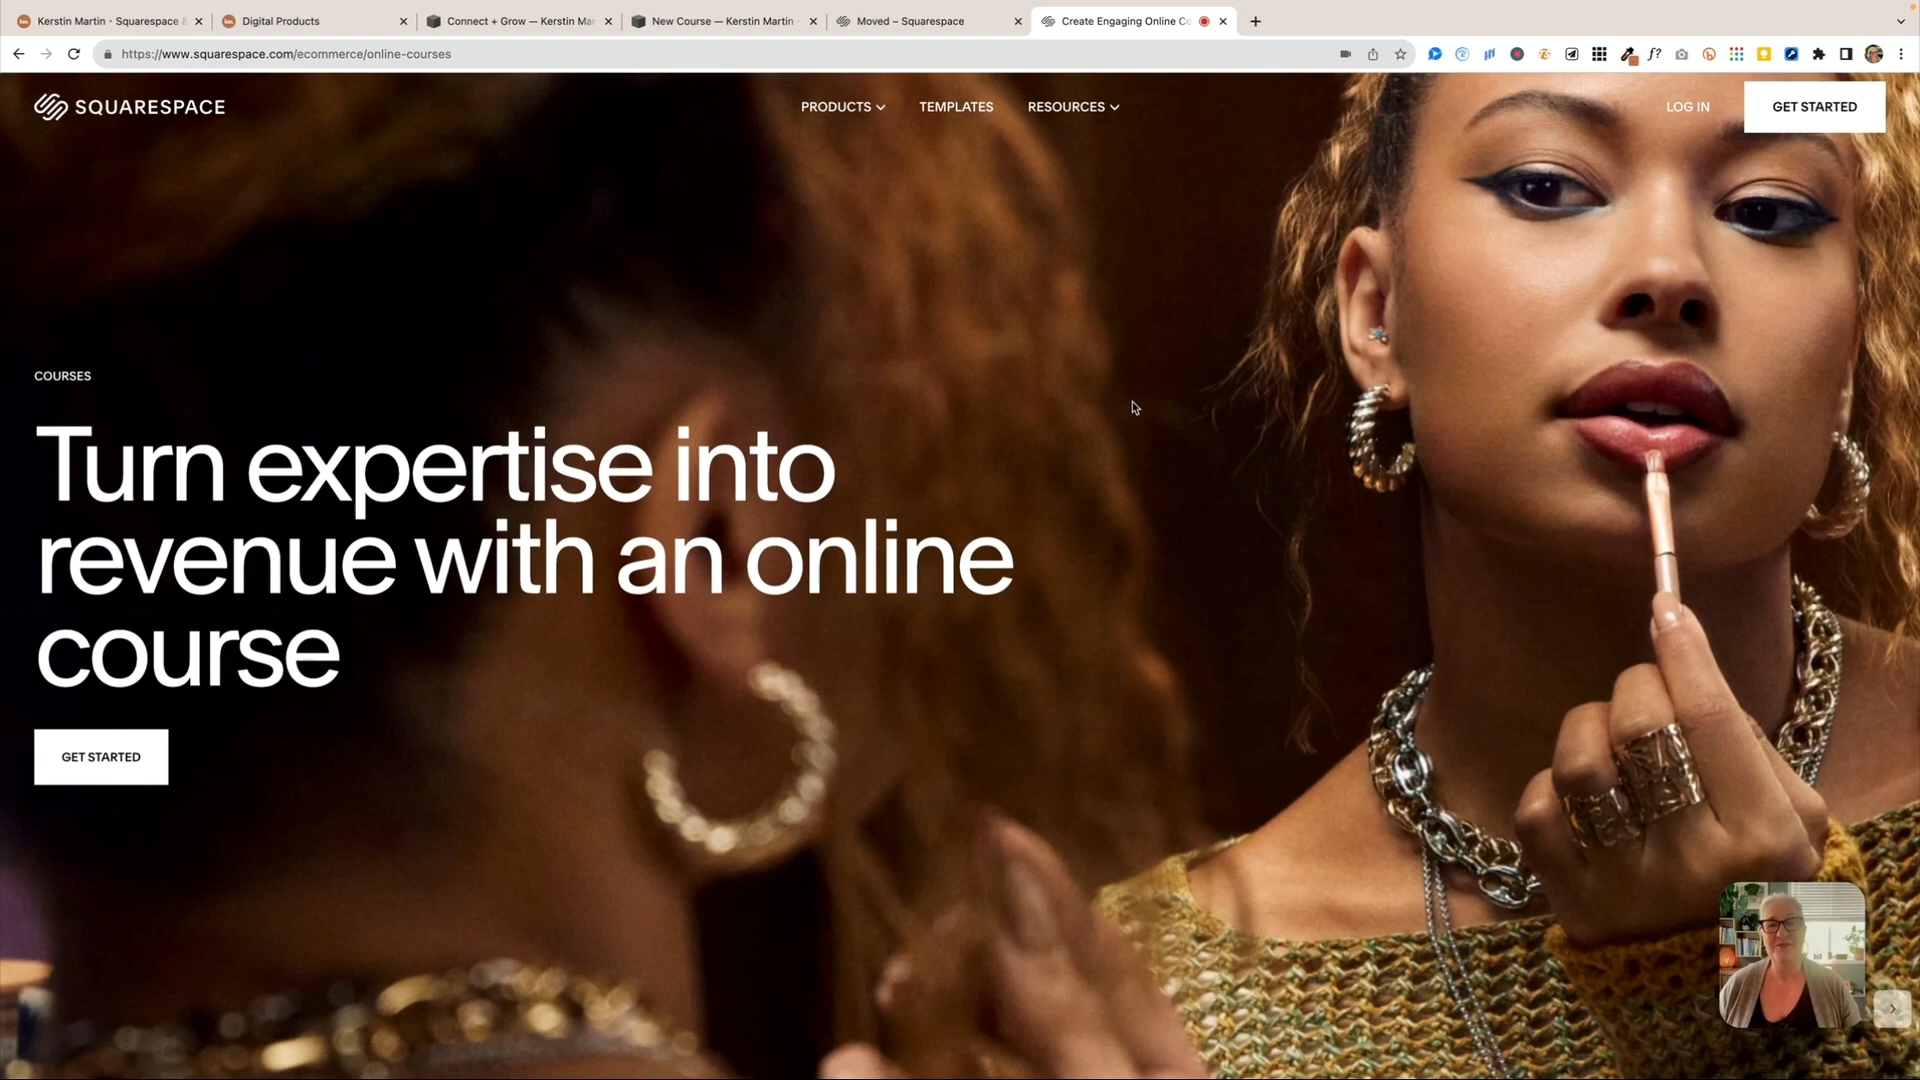 Kerstin Martin · Squarespace &
Digital Products
Connect + Grow — Kerstin Mar
New Course — Kerstin Martin
Moved – Squarespace
Create Engaging Online Co
https://www.squarespace.com/ecommerce/online-courses
f?
SQUARESPACE
PRODUCTS
TEMPLATES
RESOURCES
LOG IN
GET STARTED
COURSES
Turn expertise into
revenue with an online
course
GET STARTED